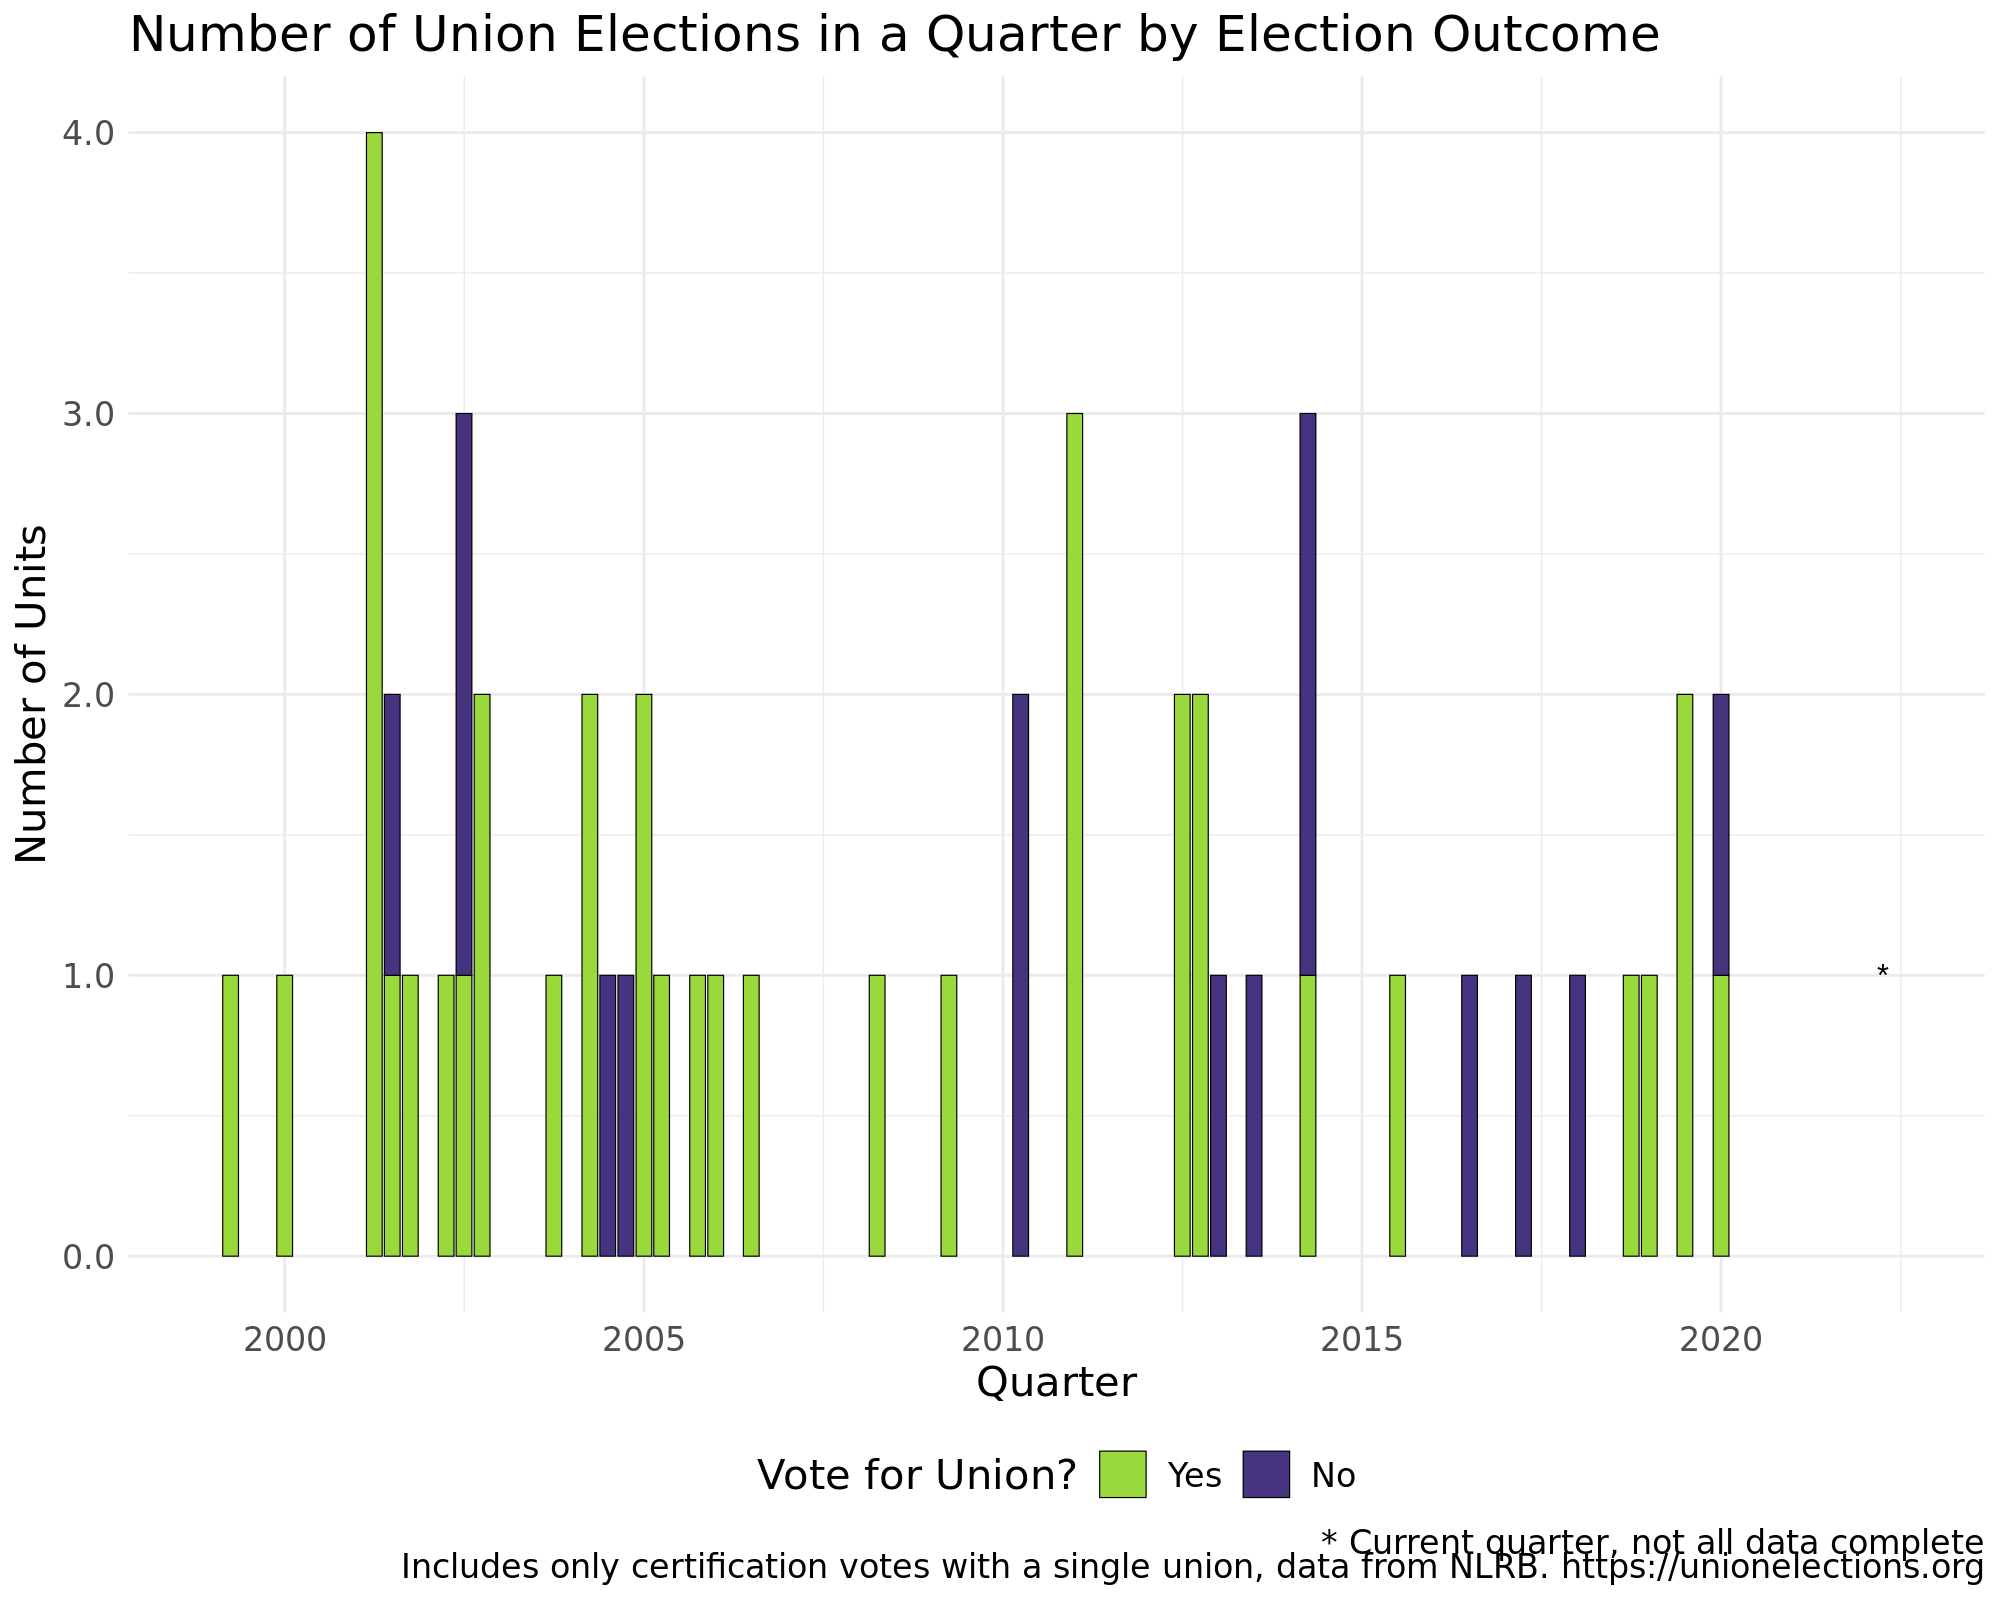 Number of Union Elections in a Quarter by Election Outcome
4.0
3.0
2.0
1.0
0.0
Number of Units
*
2000 2005 2010 2015 2020
Quarter
Vote for Union? Yes No
* Current quarter, not all data complete
Includes only certification votes with a single union, data from NLRB. https://unionelections.org